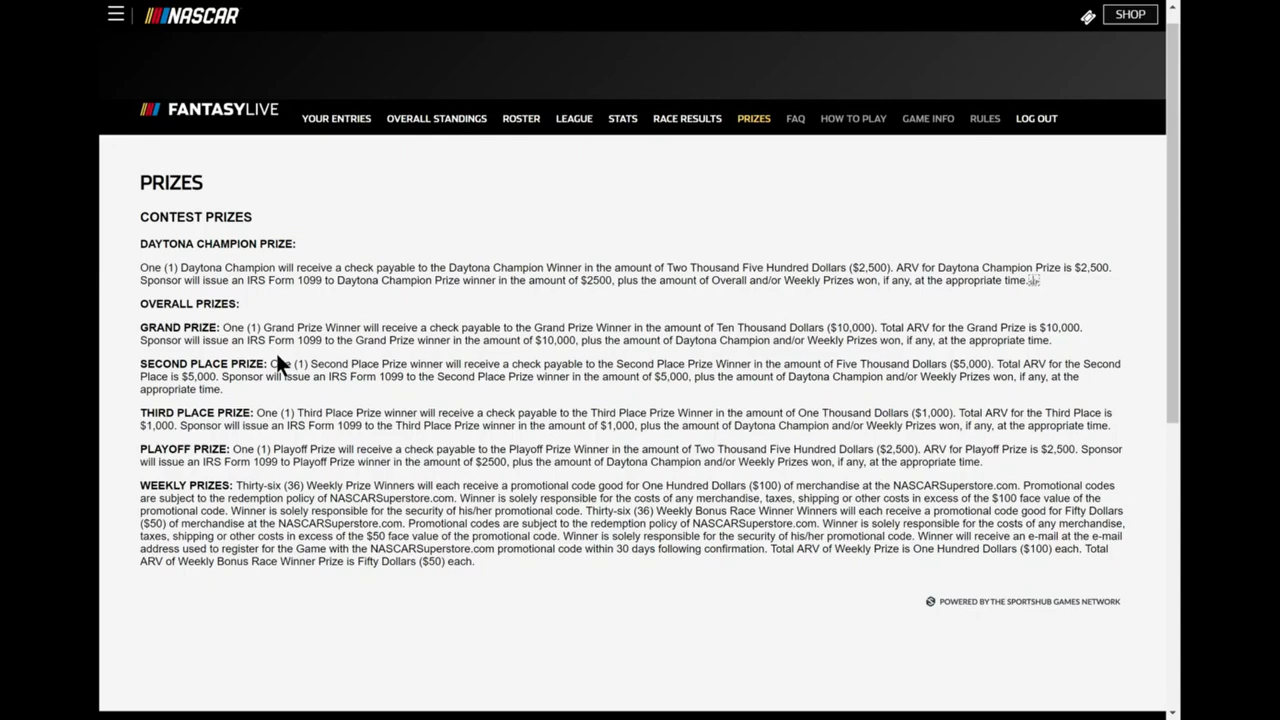 NASCAR
SHOP
FANTASYLIVE
YOUR ENTRIES OVERALL STANDINGS ROSTER LEAGUE STATS RACE RESULTS PRIZES FAQ HOW TO PLAY GAME INFO RULES LOG OUT
PRIZES
CONTEST PRIZES
DAYTONA CHAMPION PRIZE:
One (1) Daytona Champion will receive a check payable to the Daytona Champion Winner in the amount of Two Thousand Five Hundred Dollars ($2,500). ARV for Daytona Champion Prize is $2,500.
Sponsor will issue an IRS Form 1099 to Daytona Champion Prize winner in the amount of $2500, plus the amount of Overall and/or Weekly Prizes won, if any, at the appropriate time.
OVERALL PRIZES:
GRAND PRIZE: One (1) Grand Prize Winner will receive a check payable to the Grand Prize Winner in the amount of Ten Thousand Dollars ($10,000). Total ARV for the Grand Prize is $10,000.
Sponsor will issue an IRS Form 1099 to the Grand Prize winner in the amount of $10,000, plus the amount of Daytona Champion and/or Weekly Prizes won, if any, at the appropriate time.
SECOND PLACE PRIZE: One (1) Second Place Prize winner will receive a check payable to the Second Place Prize Winner in the amount of Five Thousand Dollars ($5,000). Total ARV for the Second
Place is $5,000. Sponsor will issue an IRS Form 1099 to the Second Place Prize winner in the amount of $5,000, plus the amount of Daytona Champion and/or Weekly Prizes won, if any, at the
appropriate time.
THIRD PLACE PRIZE: One (1) Third Place Prize winner will receive a check payable to the Third Place Prize Winner in the amount of One Thousand Dollars ($1,000). Total ARV for the Third Place is
$1,000. Sponsor will issue an IRS Form 1099 to the Third Place Prize winner in the amount of $1,000, plus the amount of Daytona Champion and/or Weekly Prizes won, if any, at the appropriate time.
PLAYOFF PRIZE: One (1) Playoff Prize will receive a check payable to the Playoff Prize Winner in the amount of Two Thousand Five Hundred Dollars ($2,500). ARV for Playoff Prize is $2,500. Sponsor
will issue an IRS Form 1099 to Playoff Prize winner in the amount of $2500, plus the amount of Daytona Champion and/or Weekly Prizes won, if any, at the appropriate time.
WEEKLY PRIZES: Thirty-six (36) Weekly Prize Winners will each receive a promotional code good for One Hundred Dollars ($100) of merchandise at the NASCARSuperstore.com. Promotional codes
are subject to the redemption policy of NASCARSuperstore.com. Winner is solely responsible for the costs of any merchandise, taxes, shipping or other costs in excess of the $100 face value of the
promotional code. Winner is solely responsible for the security of his/her promotional code. Thirty-six (36) Weekly Bonus Race Winner Winners will each receive a promotional code good for Fifty Dollars
($50) of merchandise at the NASCARSuperstore.com. Promotional codes are subject to the redemption policy of NASCARSuperstore.com. Winner is solely responsible for the costs of any merchandise,
taxes, shipping or other costs in excess of the $50 face value of the promotional code. Winner is solely responsible for the security of his/her promotional code. Winner will receive an e-mail at the e-mail
address used to register for the Game with the NASCARSuperstore.com promotional code within 30 days following confirmation. Total ARV of Weekly Prize is One Hundred Dollars ($100) each. Total
ARV of Weekly Bonus Race Winner Prize is Fifty Dollars ($50) each.
POWERED BY THE SPORTSHUB GAMES NETWORK